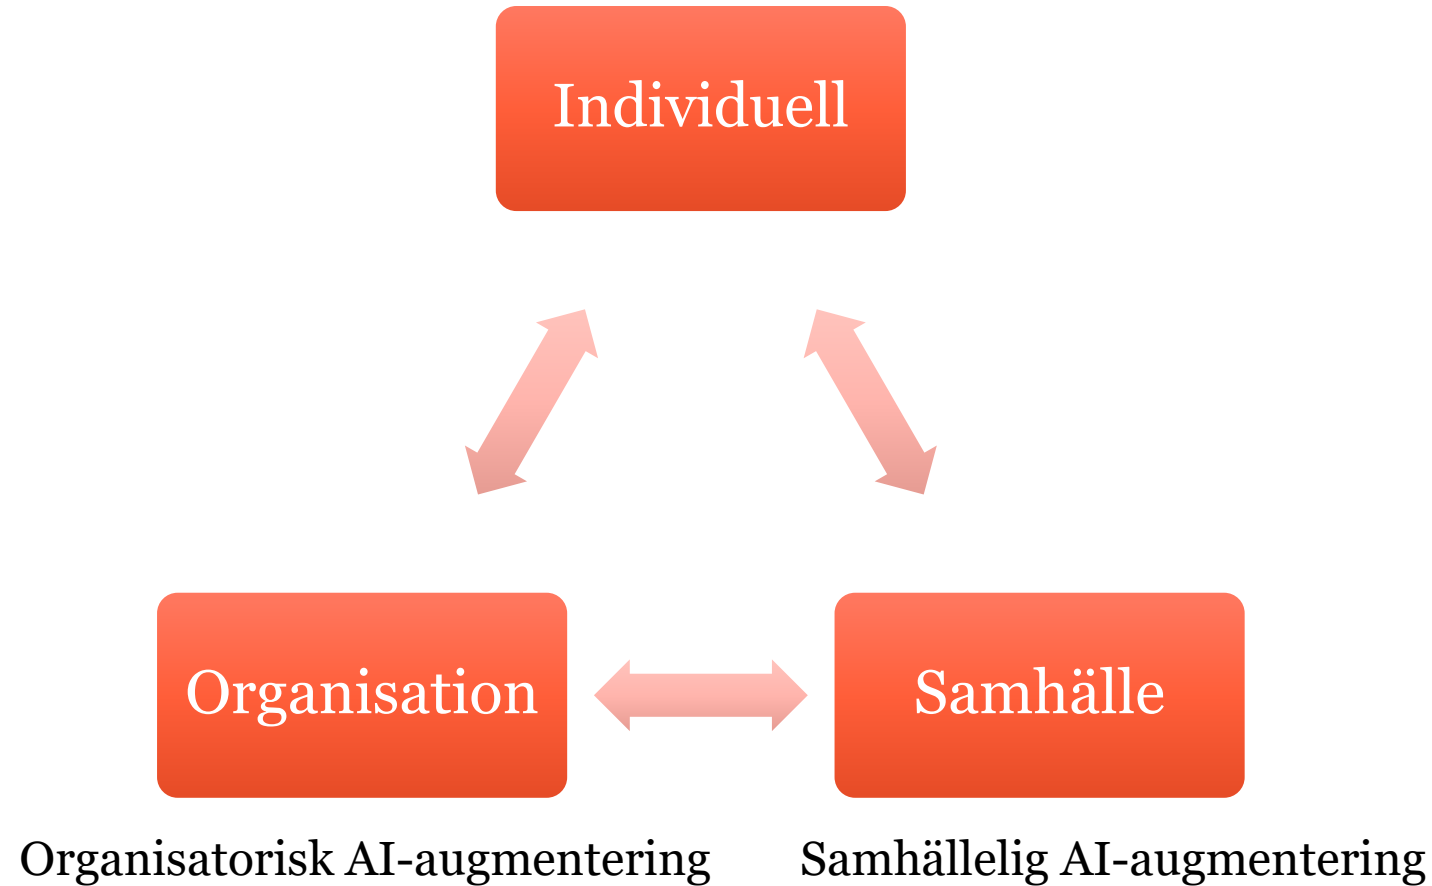 Individuell
Organisation
Samhälle
Organisatorisk AI-augmentering
Samhällelig AI-augmentering